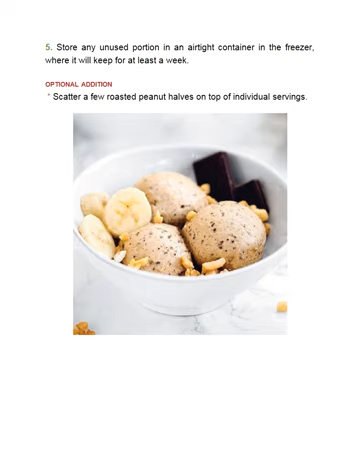 5. Store any unused portion in an airtight container in the freezer,
where it will keep for at least a week.
OPTIONAL ADDITION
* Scatter a few roasted peanut halves on top of individual servings.